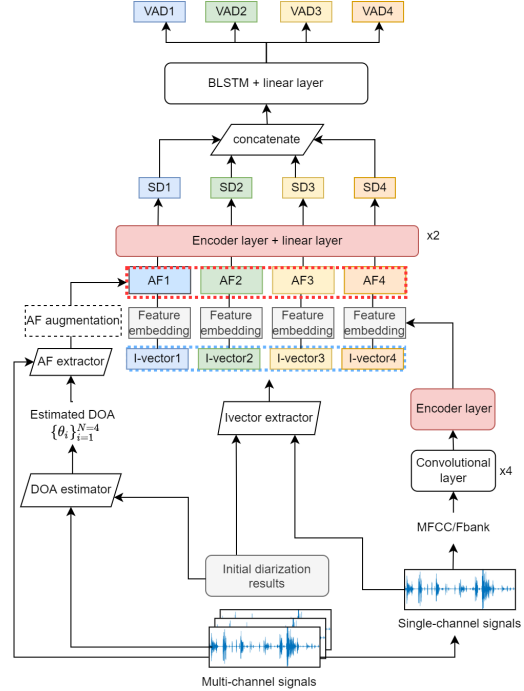 VAD1 VAD2 VAD3 VAD4
BLSTM + linear layer
concatenate
SD1 SD2 SD3 SD4
Encoder layer + linear layer
x2
AF1 AF2 AF3 AF4
AF augmentation
Feature embedding Feature embedding Feature embedding Feature embedding
I-vector1 I-vector2 I-vector3 I-vector4
AF extractor
Estimated DOA
{θ_i}_{i=1}^{N=4}
Ivector extractor
Encoder layer
Convolutional
layer
x4
DOA estimator
MFCC/Fbank
Initial diarization
results
Single-channel signals
Multi-channel signals